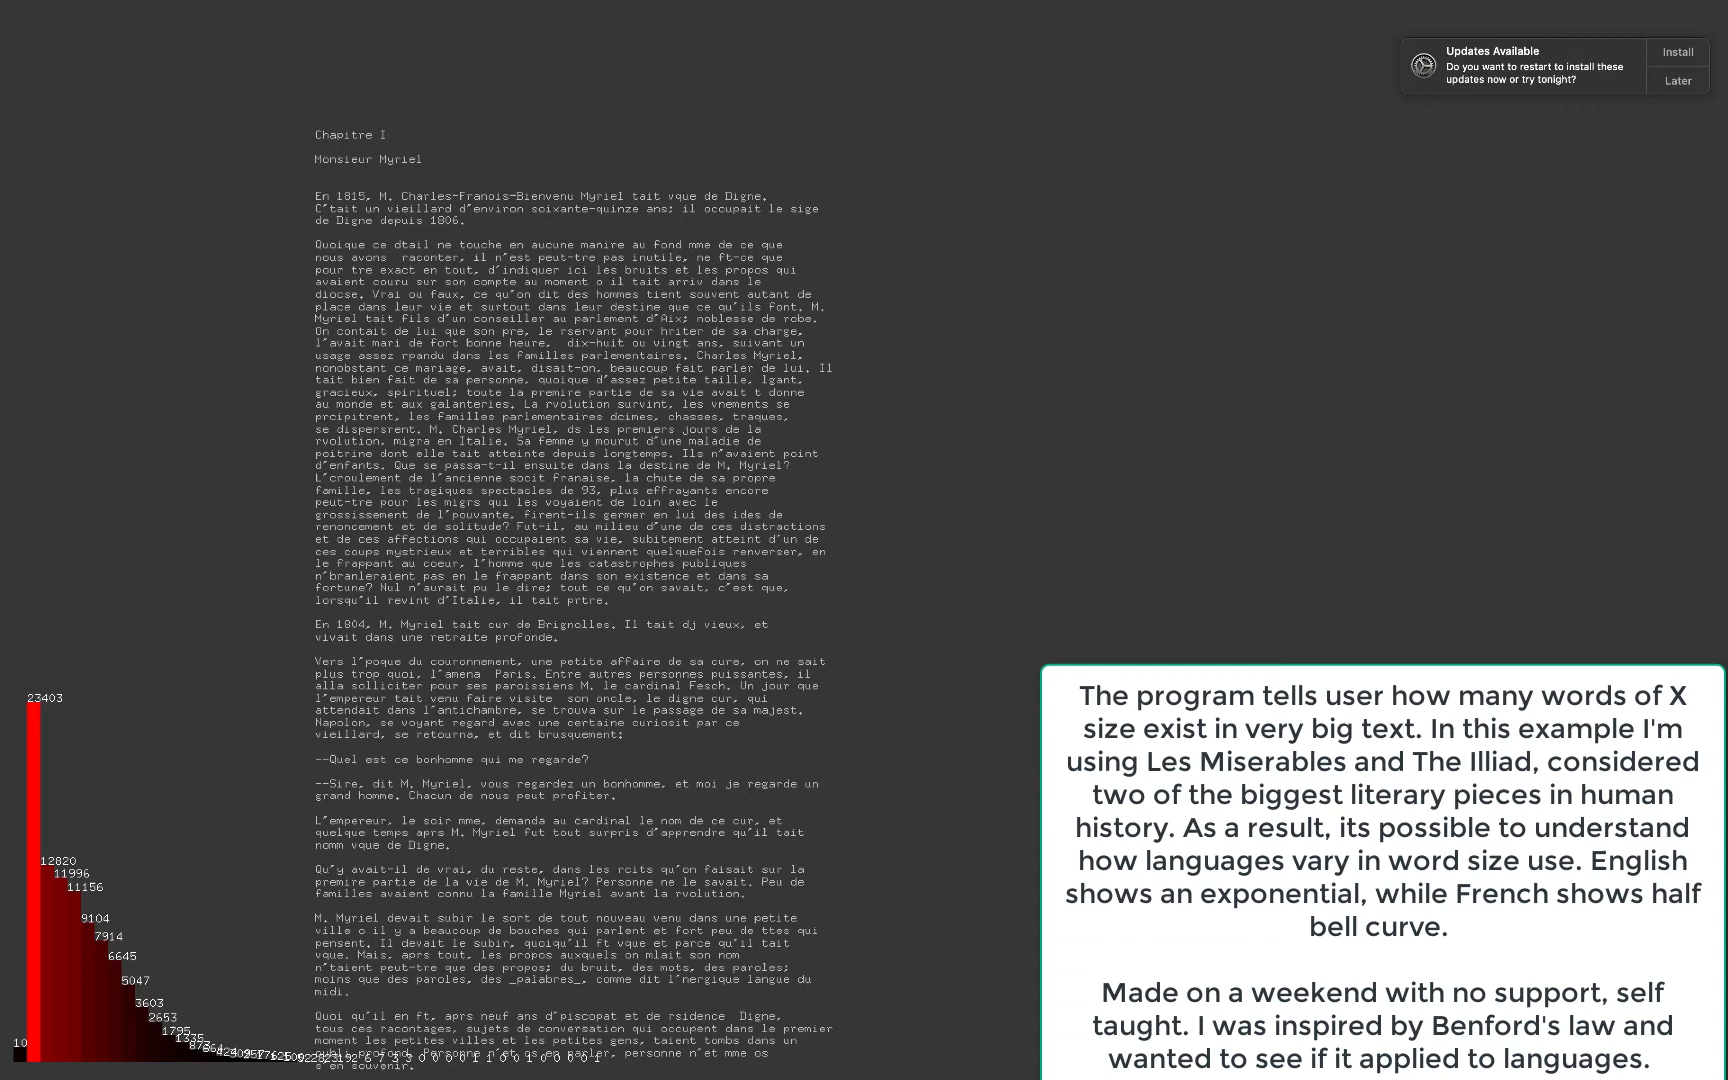 Updates Available
Do you want to restart to install these
updates now or try tonight?
Install
Later
Chapitre I
Monsieur Myriel
En 1815, M. Charles-Franois-Bienvenu Myriel tait vque de Digne.
C'tait un vieillard d'environ soixante-quinze ans; il occupait le sige
de Digne depuis 1806.
Quoique ce dtail ne touche en aucune manire au fond mme de ce que
nous avons  raconter, il n'est peut-tre pas inutile, ne ft-ce que
pour tre exact en tout, d'indiquer ici les bruits et les propos qui
avaient couru sur son compte au moment o il tait arriv dans le
diocse. Vrai ou faux, ce qu'on dit des hommes tient souvent autant de
place dans leur vie et surtout dans leur destine que ce qu'ils font. M.
Myriel tait fils d'un conseiller au parlement d'Aix; noblesse de robe.
On contait de lui que son pre, le rservant pour hriter de sa charge,
l'avait mari de fort bonne heure,  dix-huit ou vingt ans, suivant un
usage assez rpandu dans les familles parlementaires. Charles Myriel,
nonobstant ce mariage, avait, disait-on, beaucoup fait parler de lui. Il
tait bien fait de sa personne, quoique d'assez petite taille, lgant,
gracieux, spirituel; toute la premire partie de sa vie avait t donne
au monde et aux galanteries. La rvolution survint, les vnements se
prcipitrent, les familles parlementaires dcimes, chasses, traques,
se dispersrent. M. Charles Myriel, ds les premiers jours de la
rvolution, migra en Italie. Sa femme y mourut d'une maladie de
poitrine dont elle tait atteinte depuis longtemps. Ils n'avaient point
d'enfants. Que se passa-t-il ensuite dans la destine de M. Myriel?
L'croulement de l'ancienne socit franaise, la chute de sa propre
famille, les tragiques spectacles de 93, plus effrayants encore
peut-tre pour les migrs qui les voyaient de loin avec le
grossissement de l'pouvante, firent-ils germer en lui des ides de
renoncement et de solitude? Fut-il, au milieu d'une de ces distractions
et de ces affections qui occupaient sa vie, subitement atteint d'un de
ces coups mystrieux et terribles qui viennent quelquefois renverser, en
le frappant au coeur, l'homme que les catastrophes publiques
n'branleraient pas en le frappant dans son existence et dans sa
fortune? Nul n'aurait pu le dire; tout ce qu'on savait, c'est que,
lorsqu'il revint d'Italie, il tait prtre.
En 1804, M. Myriel tait cur de Brignolles. Il tait dj vieux, et
vivait dans une retraite profonde.
Vers l'poque du couronnement, une petite affaire de sa cure, on ne sait
plus trop quoi, l'amena  Paris. Entre autres personnes puissantes, il
alla solliciter pour ses paroissiens M. le cardinal Fesch. Un jour que
l'empereur tait venu faire visite  son oncle, le digne cur, qui
attendait dans l'antichambre, se trouva sur le passage de sa majest.
Napolon, se voyant regard avec une certaine curiosit par ce
vieillard, se retourna, et dit brusquement:
--Quel est ce bonhomme qui me regarde?
--Sire, dit M. Myriel, vous regardez un bonhomme, et moi je regarde un
grand homme. Chacun de nous peut profiter.
L'empereur, le soir mme, demanda au cardinal le nom de ce cur, et
quelque temps aprs M. Myriel fut tout surpris d'apprendre qu'il tait
nomm vque de Digne.
Qu'y avait-il de vrai, du reste, dans les rcits qu'on faisait sur la
premire partie de la vie de M. Myriel? Personne ne le savait. Peu de
familles avaient connu la famille Myriel avant la rvolution.
M. Myriel devait subir le sort de tout nouveau venu dans une petite
ville o il y a beaucoup de bouches qui parlent et fort peu de ttes qui
pensent. Il devait le subir, quoiqu'il ft vque et parce qu'il tait
vque. Mais, aprs tout, les propos auxquels on mlait son nom
n'taient peut-tre que des propos; du bruit, des mots, des paroles;
moins que des paroles, des _palabres_, comme dit l'nergique langue du
midi.
Quoi qu'il en ft, aprs neuf ans d'piscopat et de rsidence  Digne,
tous ces racontages, sujets de conversation qui occupent dans le premier
moment les petites villes et les petites gens, taient tombs dans un
profond. Personne en parler, personne n'et mme os
s'en souvenir.
10
23403
12820
11996
11156
9104
7914
6645
5047
3603
2653
1795
1335
6 7 3 3 0 0 0 0 1 1 0 0 1 0 0 0 0 1
The program tells user how many words of X
size exist in very big text. In this example I'm
using Les Miserables and The Illiad, considered
two of the biggest literary pieces in human
history. As a result, its possible to understand
how languages vary in word size use. English
shows an exponential, while French shows half
bell curve.
Made on a weekend with no support, self
taught. I was inspired by Benford's law and
wanted to see if it applied to languages.